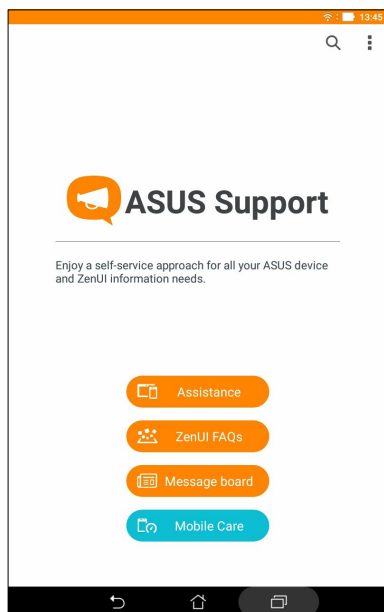 13:45
ASUS Support
Enjoy a self-service approach for all your ASUS device
and ZenUI information needs.
Assistance
ZenUI FAQs
Message board
Mobile Care